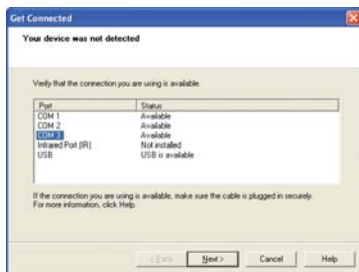 Get Connected
Your device was not detected
Verify that the connection you are using is available.
Port Status
COM 1 Available
COM 2 Available
COM 3 Available
Infrared Port (IR) Not installed
USB USB is available
If the connection you are using is available, make sure the cable is plugged in securely.
For more information, click Help.
< Back Next > Cancel Help